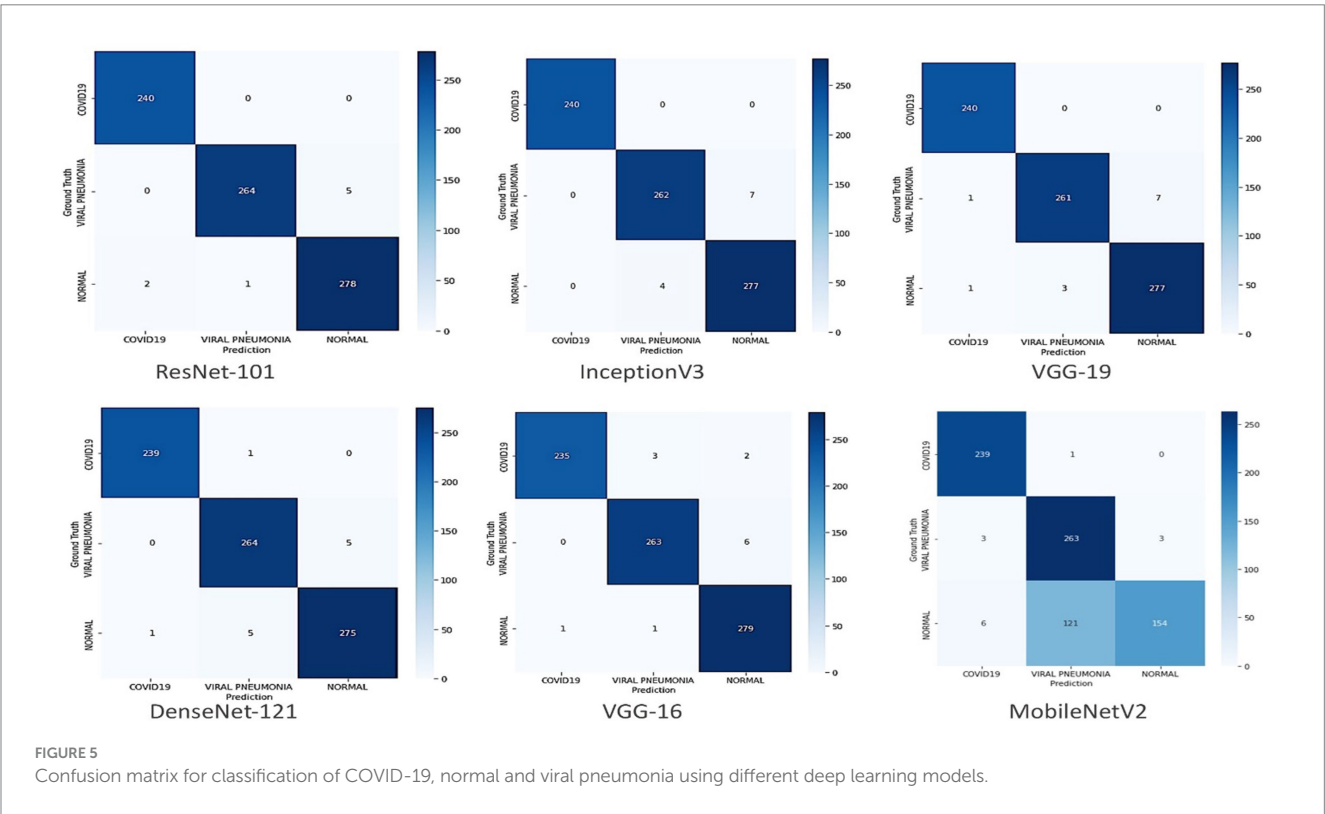 250
COVID19
240
0
0
200
Ground Truth
VIRAL PNEUMONIA
150
0
264
5
100
NORMAL
2
1
278
50
0
COVID19
VIRAL PNEUMONIA
NORMAL
Prediction
ResNet-101
250
COVID19
240
0
0
200
Ground Truth
VIRAL PNEUMONIA
150
0
262
7
100
NORMAL
0
4
277
50
0
COVID19
VIRAL PNEUMONIA
NORMAL
Prediction
InceptionV3
250
COVID19
240
0
0
200
Ground Truth
VIRAL PNEUMONIA
150
1
261
7
100
NORMAL
1
3
277
50
0
COVID19
VIRAL PNEUMONIA
NORMAL
Prediction
VGG-19
250
COVID19
239
1
0
200
Ground Truth
VIRAL PNEUMONIA
150
0
264
5
100
NORMAL
1
5
275
50
0
COVID19
VIRAL PNEUMONIA
NORMAL
Prediction
DenseNet-121
250
COVID19
235
3
2
200
Ground Truth
VIRAL PNEUMONIA
150
0
263
6
100
NORMAL
1
1
279
50
0
COVID19
VIRAL PNEUMONIA
NORMAL
Prediction
VGG-16
250
COVID19
239
1
0
200
Ground Truth
VIRAL PNEUMONIA
150
3
263
3
100
NORMAL
6
121
154
50
0
COVID19
VIRAL PNEUMONIA
NORMAL
Prediction
MobileNetV2
FIGURE 5
Confusion matrix for classification of COVID-19, normal and viral pneumonia using different deep learning models.